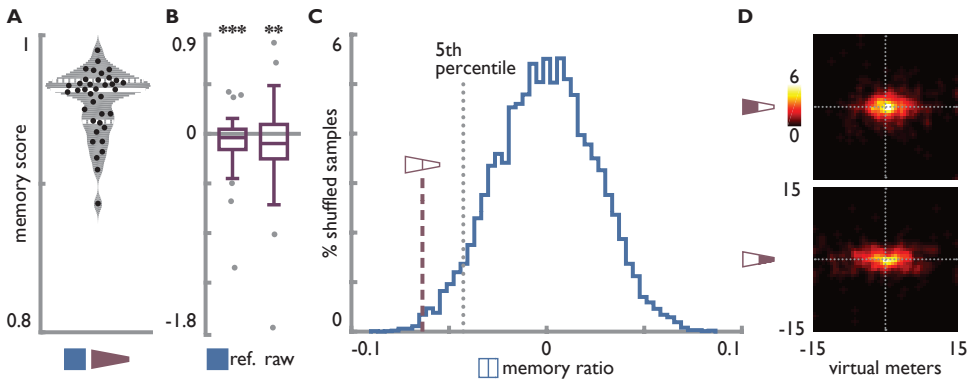 A
B
C
D
1
memory score
0.8
0.9
0
-1.8
***
**
ref. raw
6
% shuffled samples
0
5th
percentile
-0.1
0
0.1
memory ratio
6
0
15
-15
-15
15
virtual meters